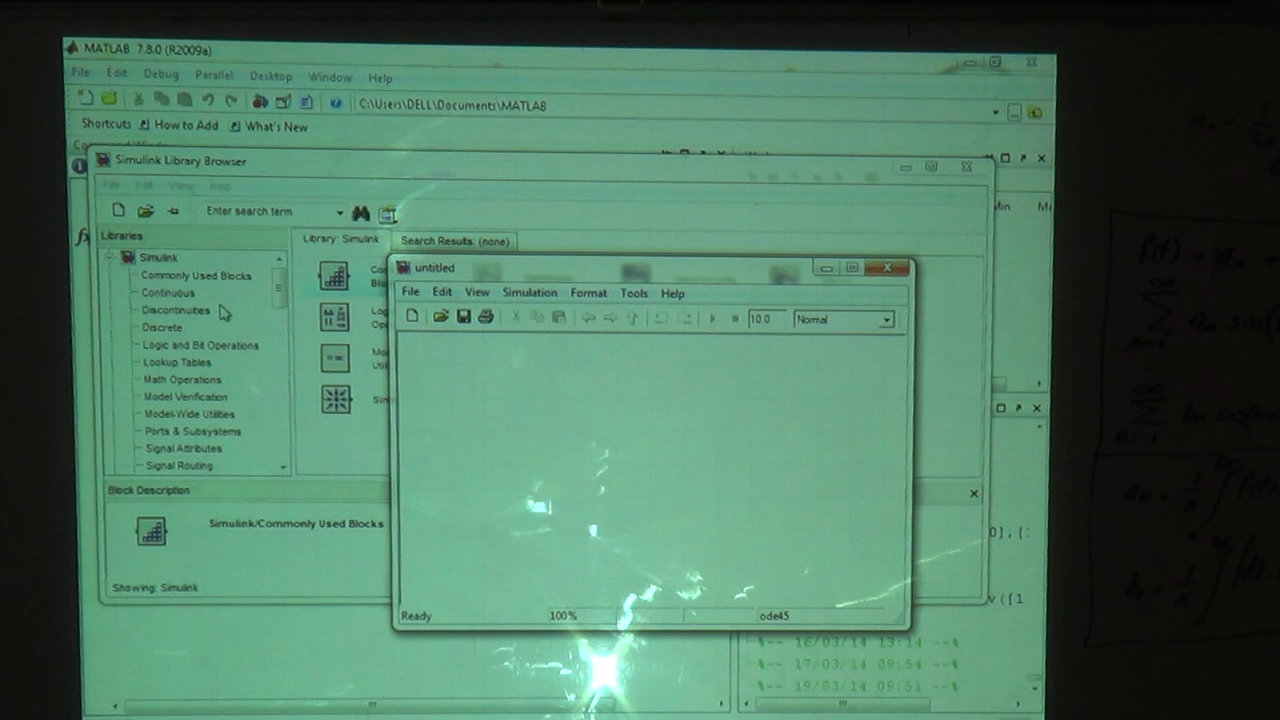 MATLAB 7.8.0 (R2009a)
File Edit Debug Parallel Desktop Window Help
C:\Users\DELL\Documents\MATLAB
Shortcuts How to Add What's New
Simulink Library Browser
File Edit View Help
Enter search term
Libraries
Library: Simulink
Search Results: (none)
Simulink
Commonly Used Blocks
Continuous
Discontinuities
Discrete
Logic and Bit Operations
Lookup Tables
Math Operations
Model Verification
Model-Wide Utilities
Ports & Subsystems
Signal Attributes
Signal Routing
Block Description
Simulink/Commonly Used Blocks
Showing: Simulink
untitled
File Edit View Simulation Format Tools Help
10.0 Normal
Ready 100% ode45
%-- 16/03/14 13:14 --%
%-- 17/03/14 09:54 --%
%-- 19/03/14 09:51 --%